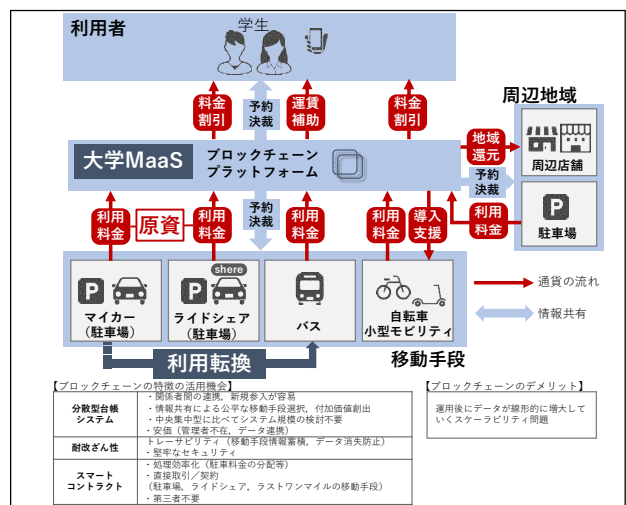 利用者
学生
料金
割引
予約
決裁
運賃
補助
料金
割引
周辺地域
大学MaaS
ブロックチェーン
プラットフォーム
地域
還元
周辺店舗
予約
決裁
利用
料金
原資
利用
料金
予約
決裁
利用
料金
利用
料金
導入
支援
利用
料金
P
駐車場
P
マイカー
(駐車場)
shere
P
ライドシェア
(駐車場)
バス
自転車
小型モビリティ
通貨の流れ
情報共有
利用転換
移動手段
【ブロックチェーンの特徴の活用機会】
分散型台帳
システム
・関係者間の連携，新規参入が容易
・情報共有による公平な移動手段選択，付加価値創出
・中央集中型に比べてシステム規模の検討不要
・安価（管理者不在，データ連携）
耐改ざん性
トレーサビリティ（移動手段情報蓄積，データ消失防止）
・堅牢なセキュリティ
スマート
コントラクト
・処理効率化（駐車料金の分配等）
・直接取引／契約
（駐車場，ライドシェア，ラストワンマイルの移動手段）
・第三者不要
【ブロックチェーンのデメリット】
運用後にデータが線形的に増大して
いくスケーラビリティ問題